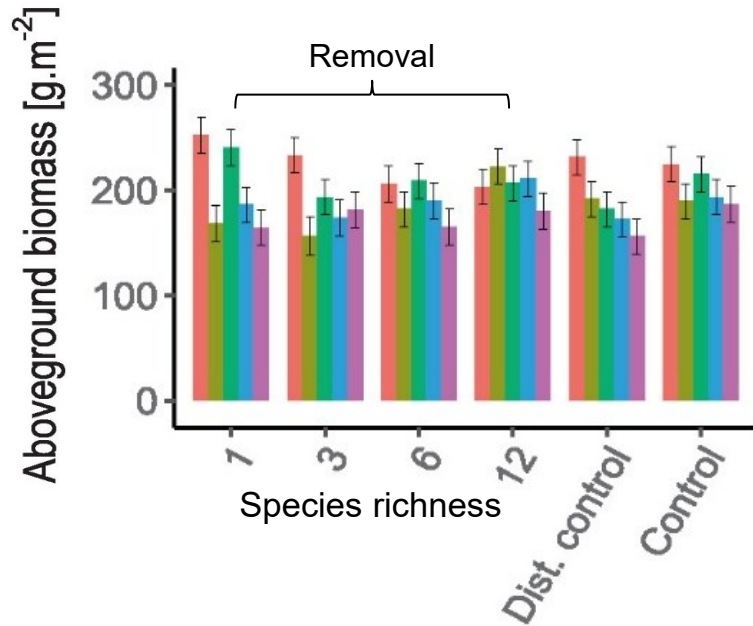 Aboveground biomass [g.m-2]
Removal
300
200
100
0
1
3
6
12
Dist. control
Control
Species richness